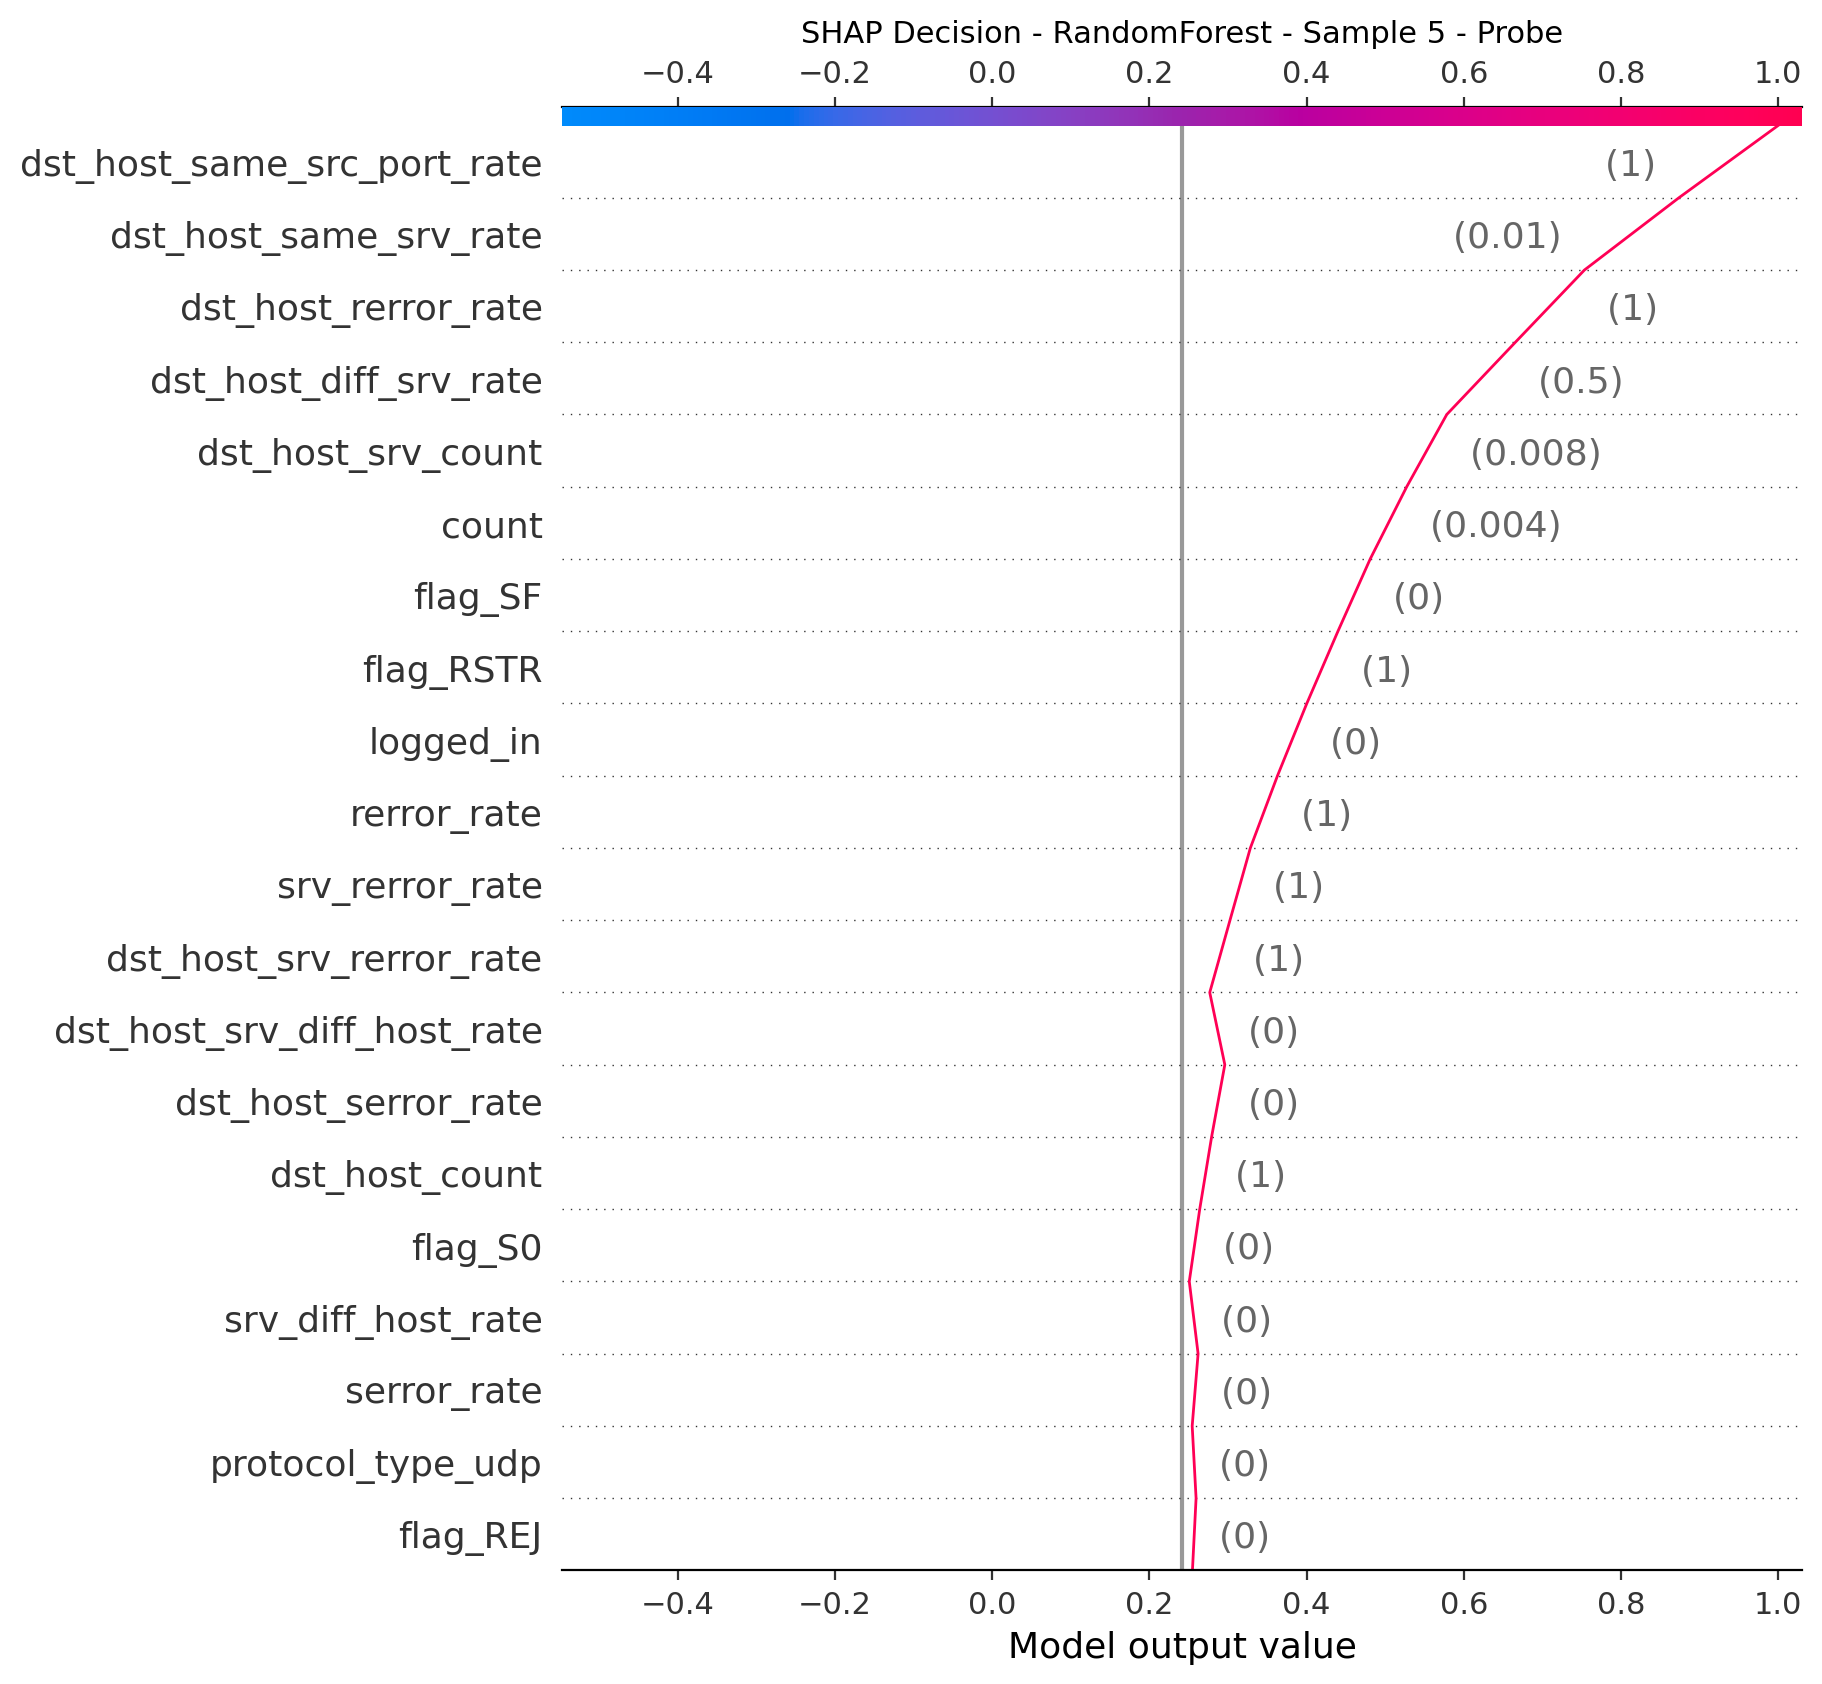 SHAP Decision - RandomForest - Sample 5 - Probe
−0.4 −0.2 0.0 0.2 0.4 0.6 0.8 1.0
dst_host_same_src_port_rate (1)
dst_host_same_srv_rate (0.01)
dst_host_rerror_rate (1)
dst_host_diff_srv_rate (0.5)
dst_host_srv_count (0.008)
count (0.004)
flag_SF (0)
flag_RSTR (1)
logged_in (0)
rerror_rate (1)
srv_rerror_rate (1)
dst_host_srv_rerror_rate (1)
dst_host_srv_diff_host_rate (0)
dst_host_serror_rate (0)
dst_host_count (1)
flag_S0 (0)
srv_diff_host_rate (0)
serror_rate (0)
protocol_type_udp (0)
flag_REJ (0)
−0.4 −0.2 0.0 0.2 0.4 0.6 0.8 1.0
Model output value